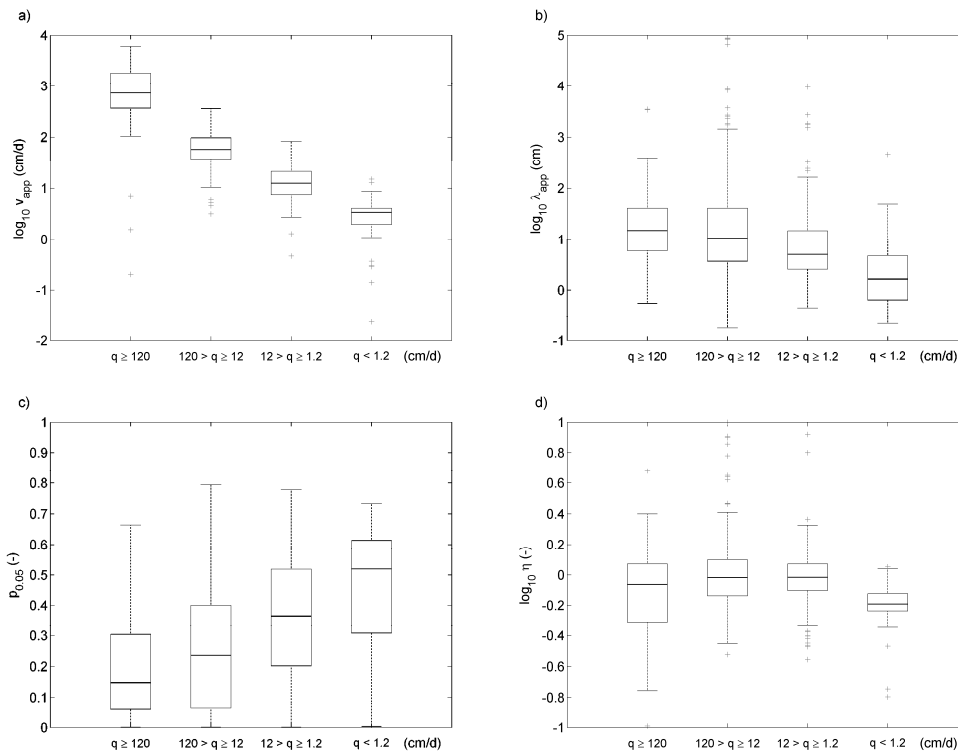 a)
4
3
2
1
0
-1
-2
log10 vapp (cm/d)
q ≥ 120
120 > q ≥ 12
12 > q ≥ 1.2
q < 1.2
(cm/d)
b)
5
4
3
2
1
0
-1
log10 λapp (cm)
q ≥ 120
120 > q ≥ 12
12 > q ≥ 1.2
q < 1.2
(cm/d)
c)
1
0.9
0.8
0.7
0.6
0.5
0.4
0.3
0.2
0.1
0
p0.05 (-)
q ≥ 120
120 > q ≥ 12
12 > q ≥ 1.2
q < 1.2
(cm/d)
d)
1
0.8
0.6
0.4
0.2
-0
-0.2
-0.4
-0.6
-0.8
-1
log10 η (-)
q ≥ 120
120 > q ≥ 12
12 > q ≥ 1.2
q < 1.2
(cm/d)